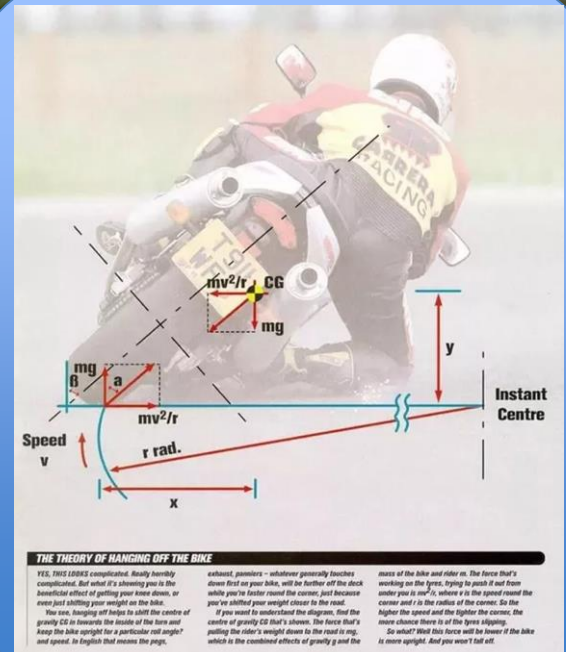 CARRERA
RACING
mv²/r CG
mg
y
mg
ß a
mv²/r
Instant
Centre
Speed
v
r rad.
x
THE THEORY OF HANGING OFF THE BIKE
YES, THIS LOOKS complicated. Really horribly
complicated. But what it's showing you is the
beneficial effect of getting your knee down, or
even just shifting your weight on the bike.
You see, hanging off helps to shift the centre of
gravity CG in towards the inside of the turn and
keep the bike upright for a particular roll angle?
and speed. In English that means the pegs,
exhaust, panniers – whatever generally touches
down first on your bike, will be further off the deck
while you're faster round the corner, just because
you've shifted your weight closer to the road.
If you want to understand the diagram, find the
centre of gravity CG that's shown. The force that's
pulling the rider's weight down to the road is mg,
which is the combined effects of gravity g and the
mass of the bike and rider m. The force that's
working on the tyres, trying to push it out from
under you is mv²/r, where v is the speed round the
corner and r is the radius of the corner. So the
higher the speed and the tighter the corner, the
more chance there is of the tyres slipping.
So what? Well this force will be lower if the bike
is more upright. And you won't fall off.